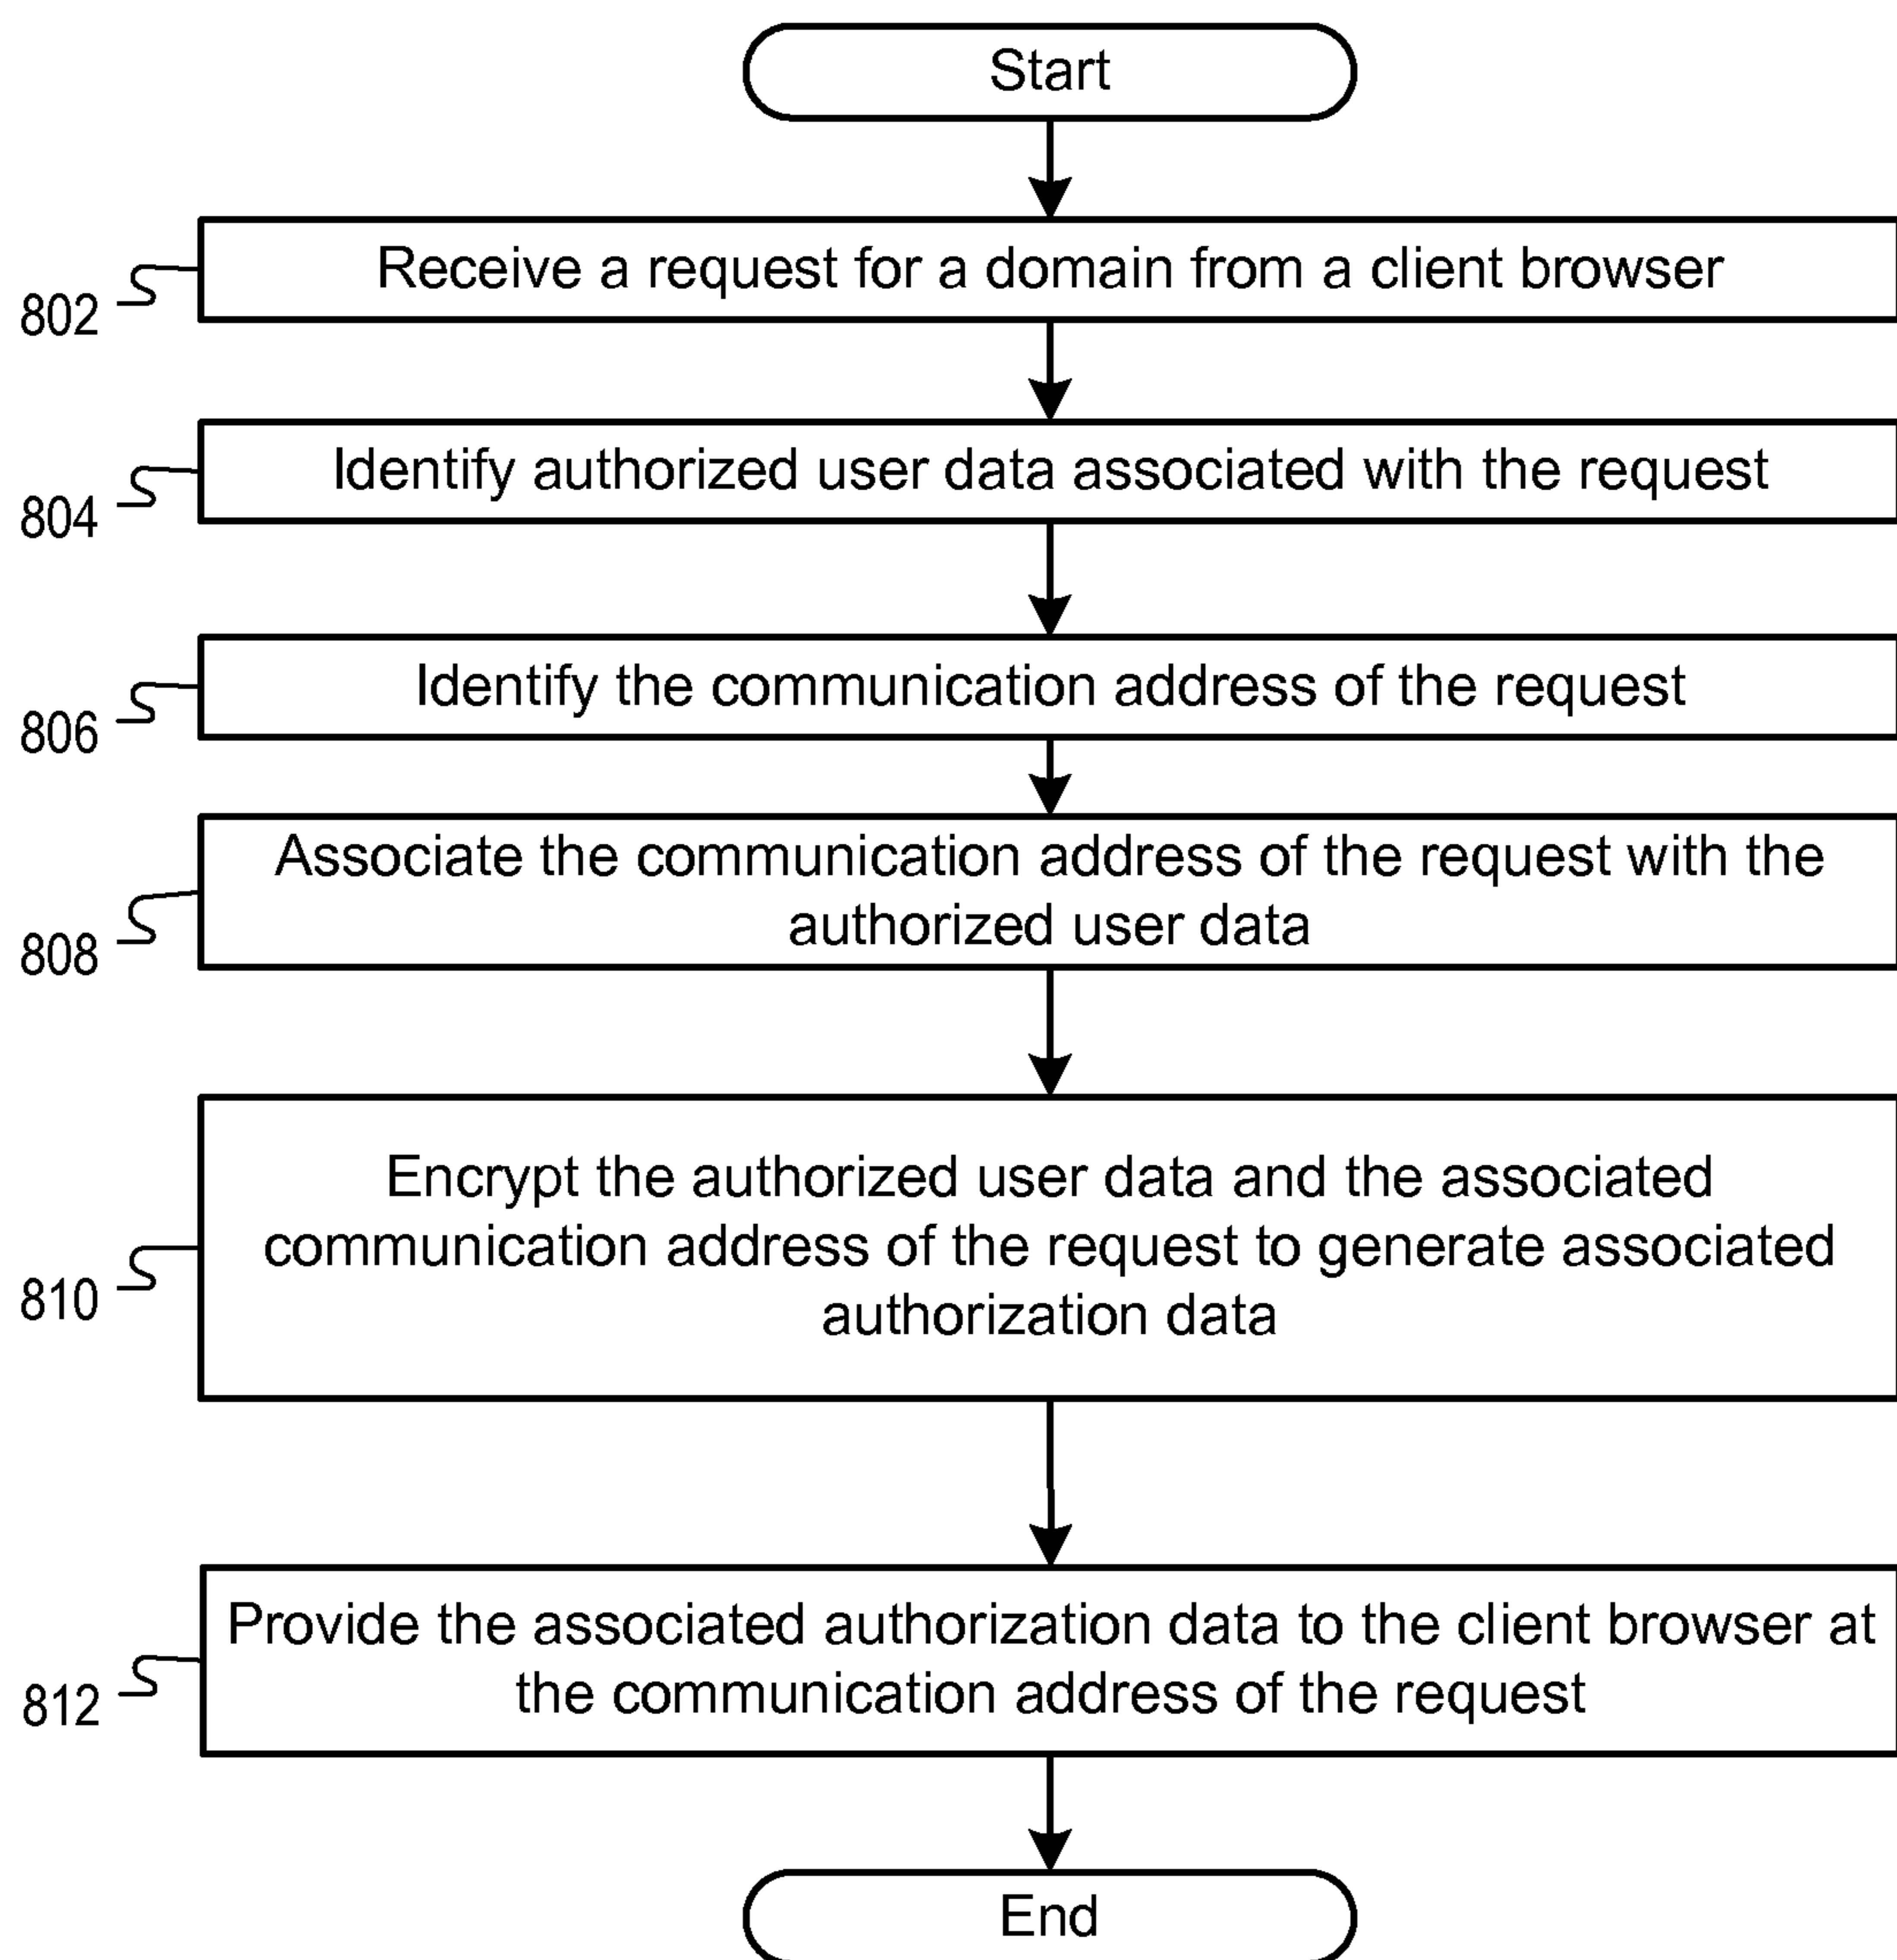 Start
Receive a request for a domain from a client browser
802
Identify authorized user data associated with the request
804
Identify the communication address of the request
806
Associate the communication address of the request with the
authorized user data
808
Encrypt the authorized user data and the associated
communication address of the request to generate associated
authorization data
810
Provide the associated authorization data to the client browser at
the communication address of the request
812
End